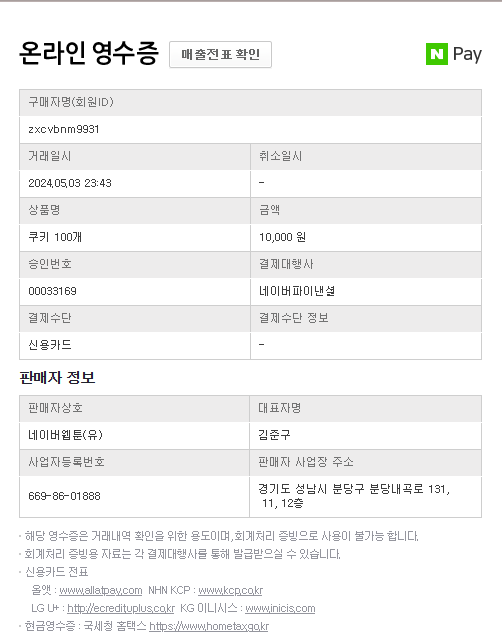 온라인 영수증 매출전표 확인 N Pay
구매자명(회원ID)
zxcvbnm9931
거래일시 취소일시
2024.05.03 23:43 -
상품명 금액
쿠키 100개 10,000 원
승인번호 결제대행사
00033169 네이버파이낸셜
결제수단 결제수단 정보
신용카드 -
판매자 정보
판매자상호 대표자명
네이버웹툰(유) 김준구
사업자등록번호 판매자 사업장 주소
669-86-01888 경기도 성남시 분당구 분당내곡로 131,
11, 12층
· 해당 영수증은 거래내역 확인을 위한 용도이며,회계처리 증빙으로 사용이 불가능 합니다.
· 회계처리 증빙용 자료는 각 결제대행사를 통해 발급받으실 수 있습니다.
· 신용카드 전표
올앳 : www.allatpay.com NHN KCP : www.kcp.co.kr
LG U+ : http://ecredit.uplus.co.kr KG 이니시스 : www.inicis.com
· 현금영수증 : 국세청 홈택스 https://www.hometax.go.kr